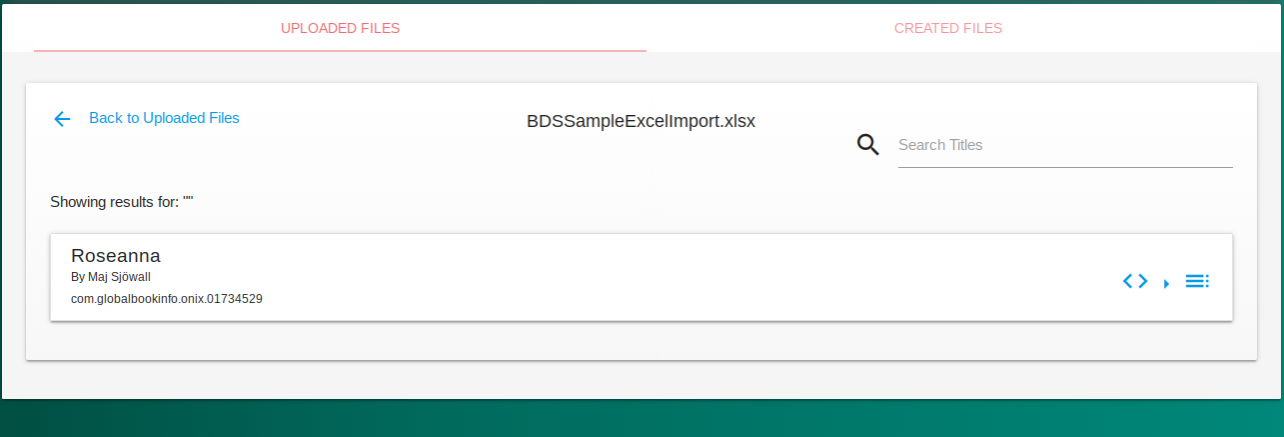 UPLOADED FILES
CREATED FILES
Back to Uploaded Files
BDSSampleExcelImport.xlsx
Search Titles
Showing results for: ""
Roseanna
By Maj Sjöwall
com.globalbookinfo.onix.01734529